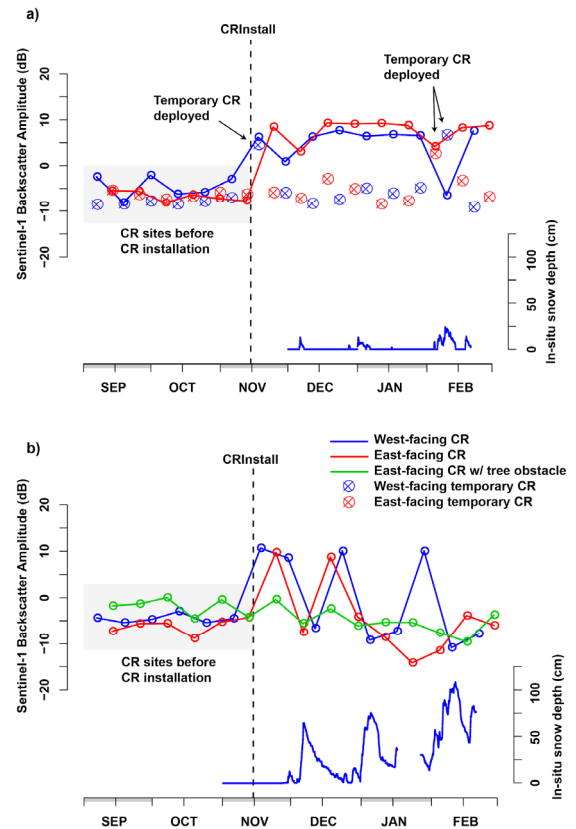 a)
CRInstall
Temporary CR
deployed
Temporary CR
deployed
Sentinel-1 Backscatter Amplitude (dB)
20
10
0
−10
−20
CR sites before
CR installation
In-situ snow depth (cm)
100
50
0
SEP OCT NOV DEC JAN FEB
b)
CRInstall
West-facing CR
East-facing CR
East-facing CR w/ tree obstacle
West-facing temporary CR
East-facing temporary CR
Sentinel-1 Backscatter Amplitude (dB)
20
10
0
−10
−20
CR sites before
CR installation
In-situ snow depth (cm)
100
50
0
SEP OCT NOV DEC JAN FEB